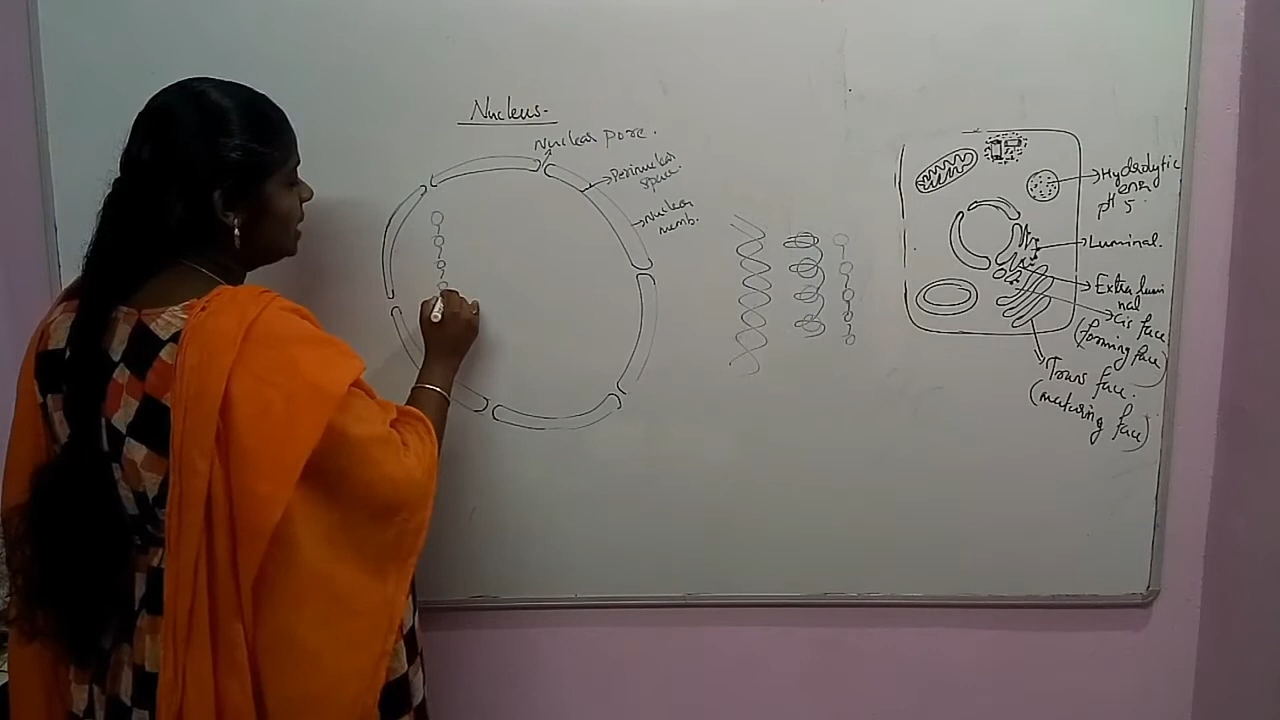 Nucleus-
Nuclear pore.
Perinuclear
space.
Nuclear
memb.
Hydrolytic
pH 5
Luminal.
Extra lumi
nal
Cis face
(forming face)
Trans face.
(maturing
face)